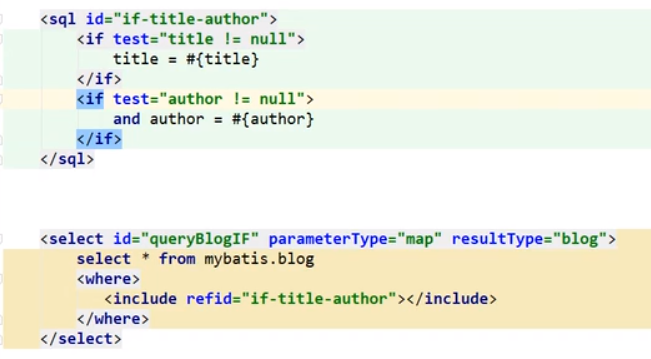 <sql id="if-title-author">
    <if test="title != null">
        title = #{title}
    </if>
    <if test="author != null">
        and author = #{author}
    </if>
</sql>
<select id="queryBlogIF" parameterType="map" resultType="blog">
    select * from mybatis.blog
    <where>
       <include refid="if-title-author"></include>
    </where>
</select>